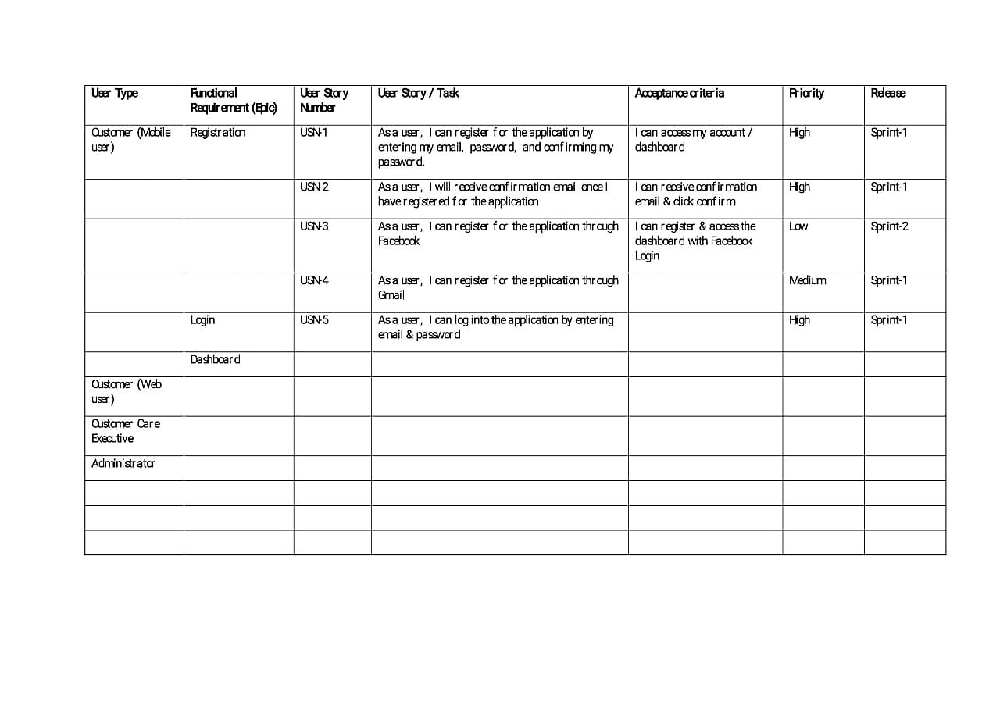 User Type Functional User Story User Story / Task Acceptance criteria Priority Release
Requirement (Epic) Number
Customer (Mobile Registration USN-1 As a user, I can register for the application by I can access my account / High Sprint-1
user) entering my email, password, and confirming my dashboard
password.
USN-2 As a user, I will receive confirmation email once I I can receive confirmation High Sprint-1
have registered for the application email & click confirm
USN-3 As a user, I can register for the application through I can register & access the Low Sprint-2
Facebook dashboard with Facebook
Login
USN-4 As a user, I can register for the application through Medium Sprint-1
Gmail
Login USN-5 As a user, I can log into the application by entering High Sprint-1
email & password
Dashboard
Customer (Web
user)
Customer Care
Executive
Administrator